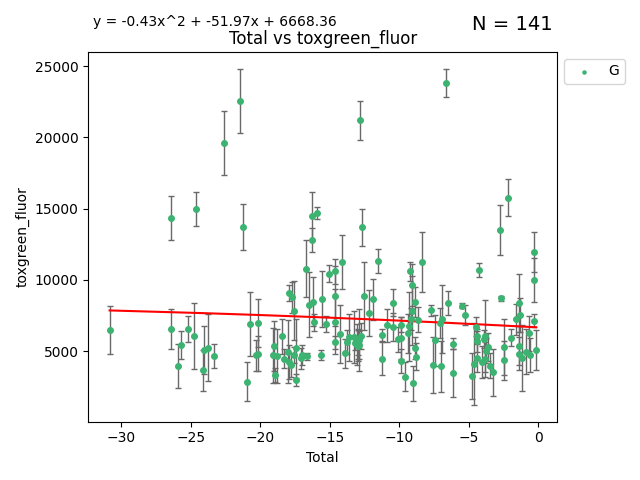 y = -0.43x^2 + -51.97x + 6668.36
N = 141
Total vs toxgreen_fluor
G
toxgreen_fluor
25000
20000
15000
10000
5000
−30 −25 −20 −15 −10 −5 0
Total